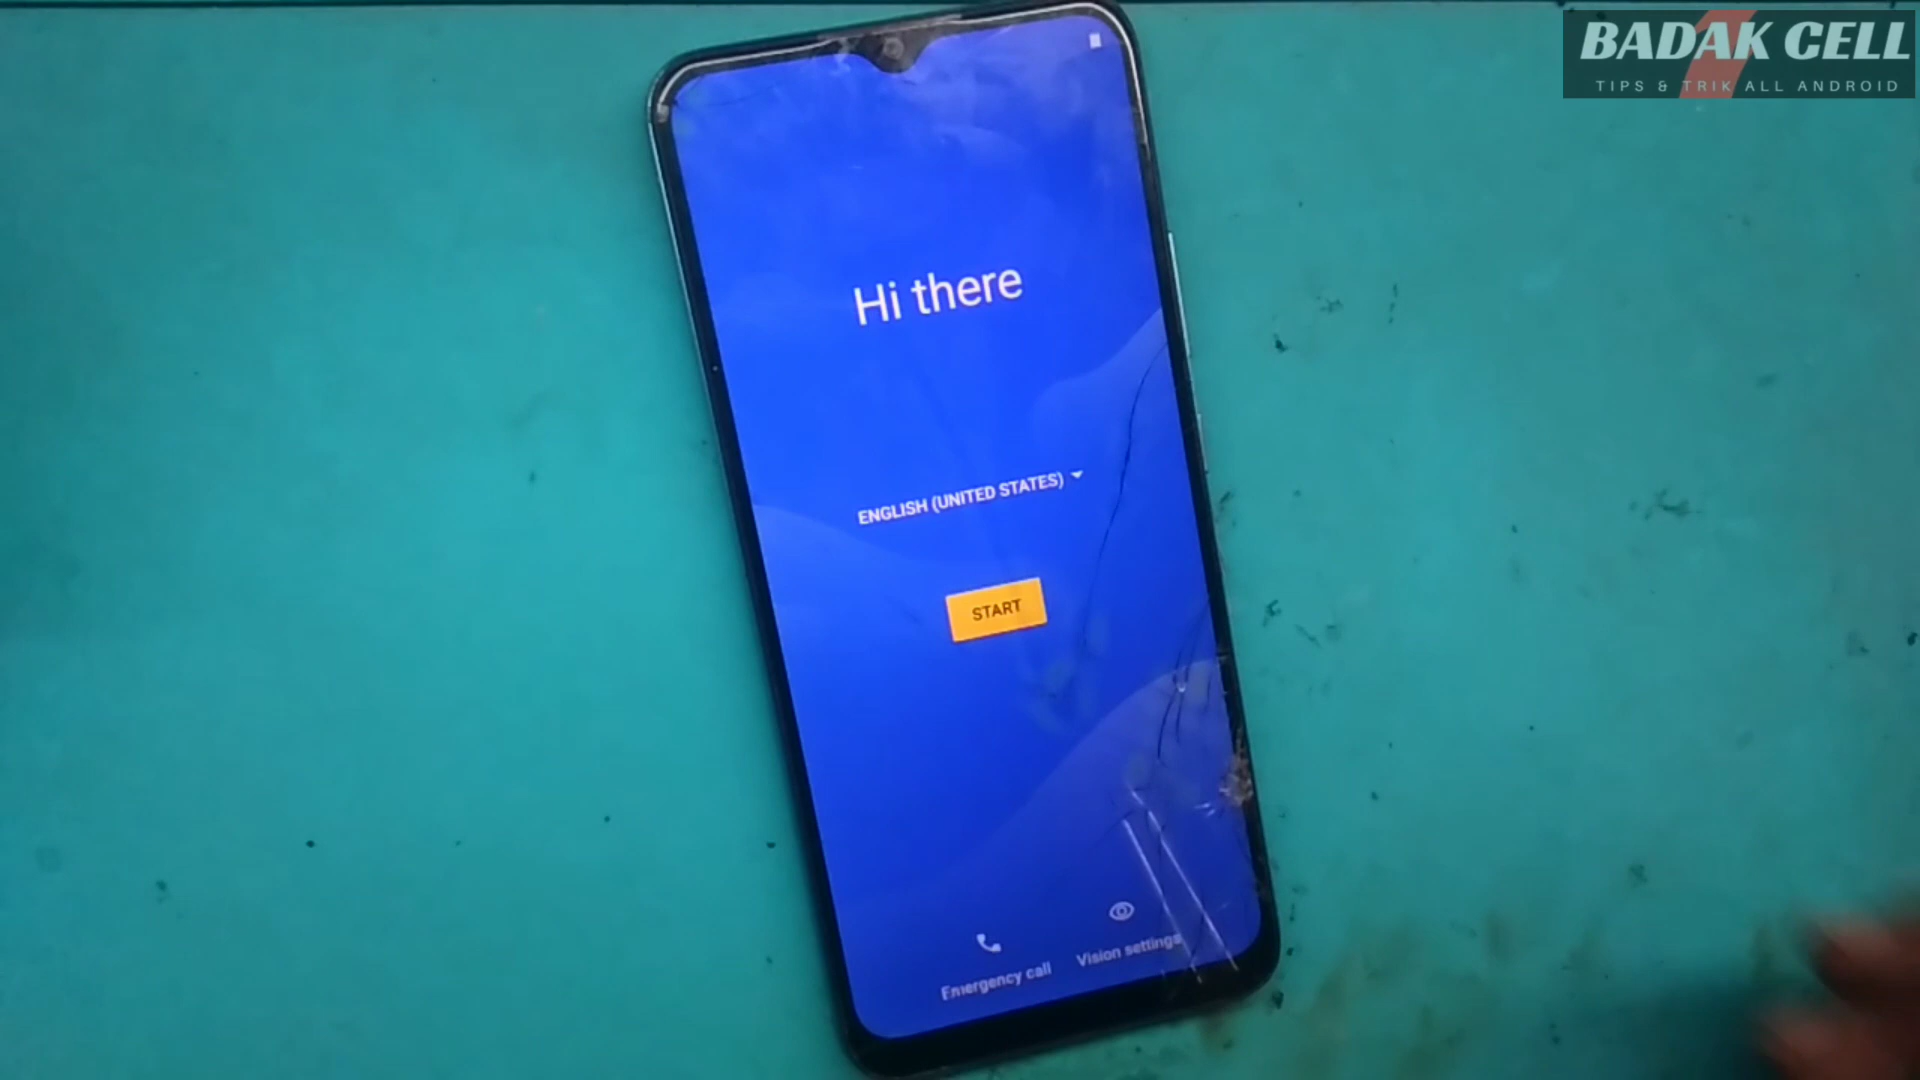 BADAK CELL
TIPS & TRIK ALL ANDROID
Hi there
ENGLISH (UNITED STATES)
START
Emergency call
Vision settings